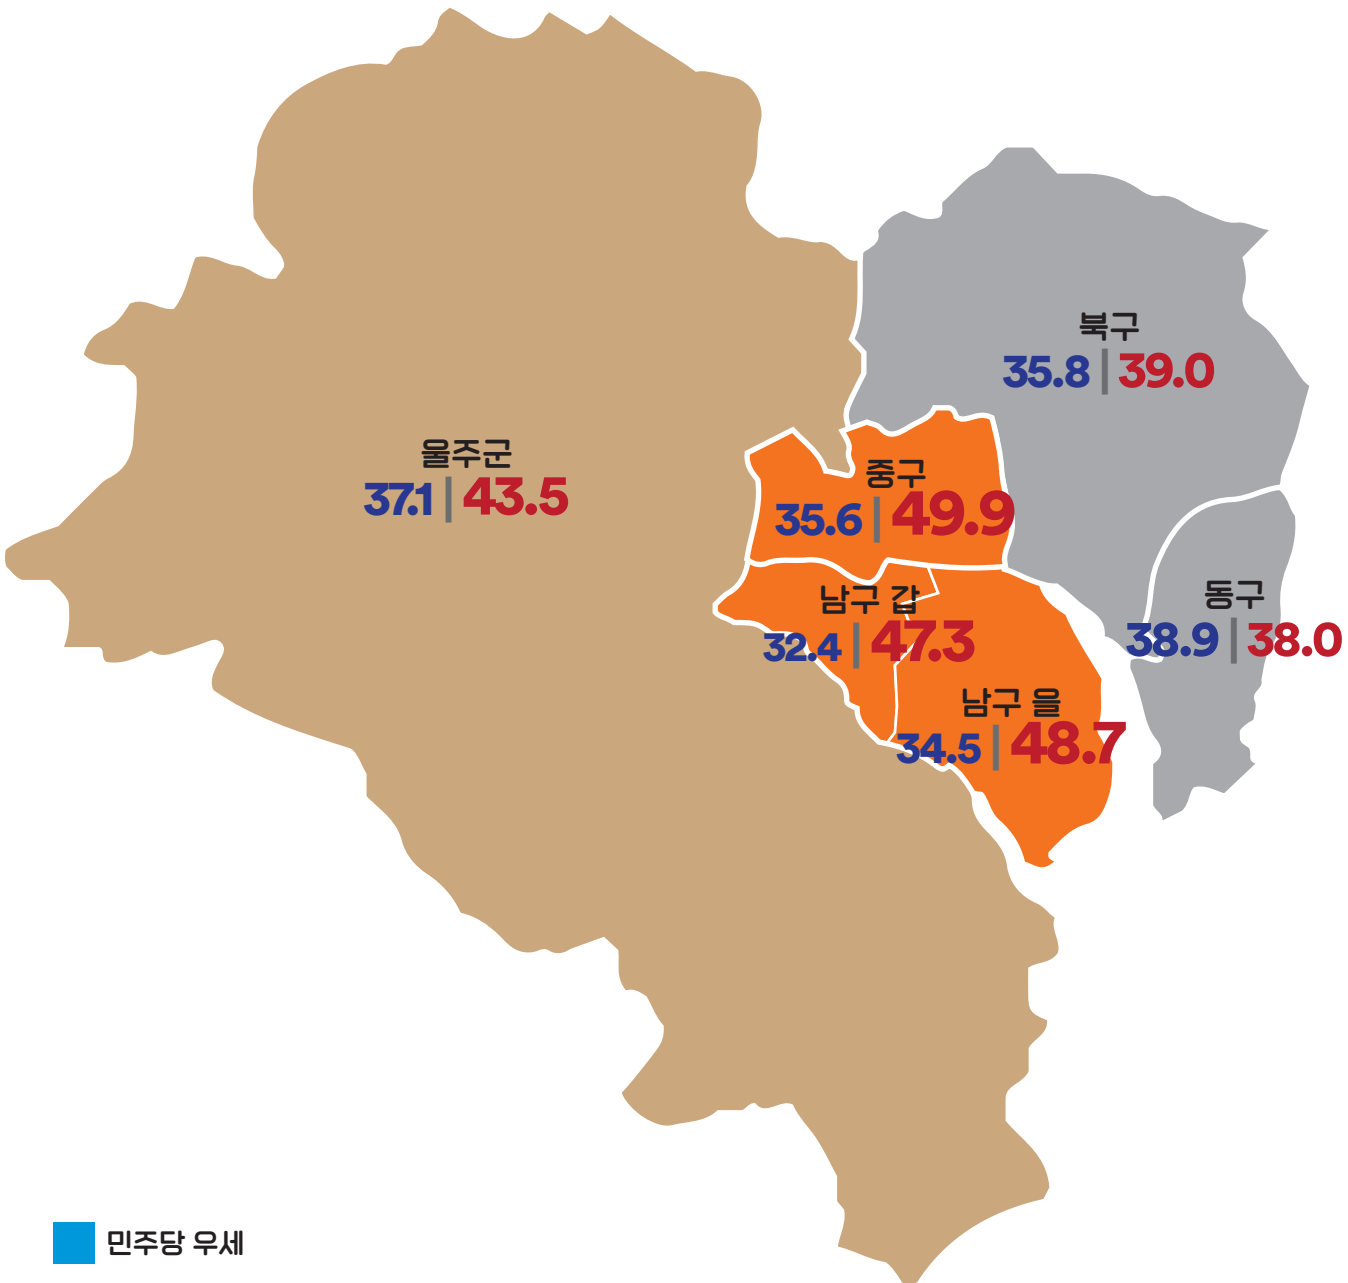 북구
35.8 | 39.0
울주군
37.1 | 43.5
중구
35.6 | 49.9
남구 갑
32.4 | 47.3
동구
38.9 | 38.0
남구 을
34.5 | 48.7
민주당 우세